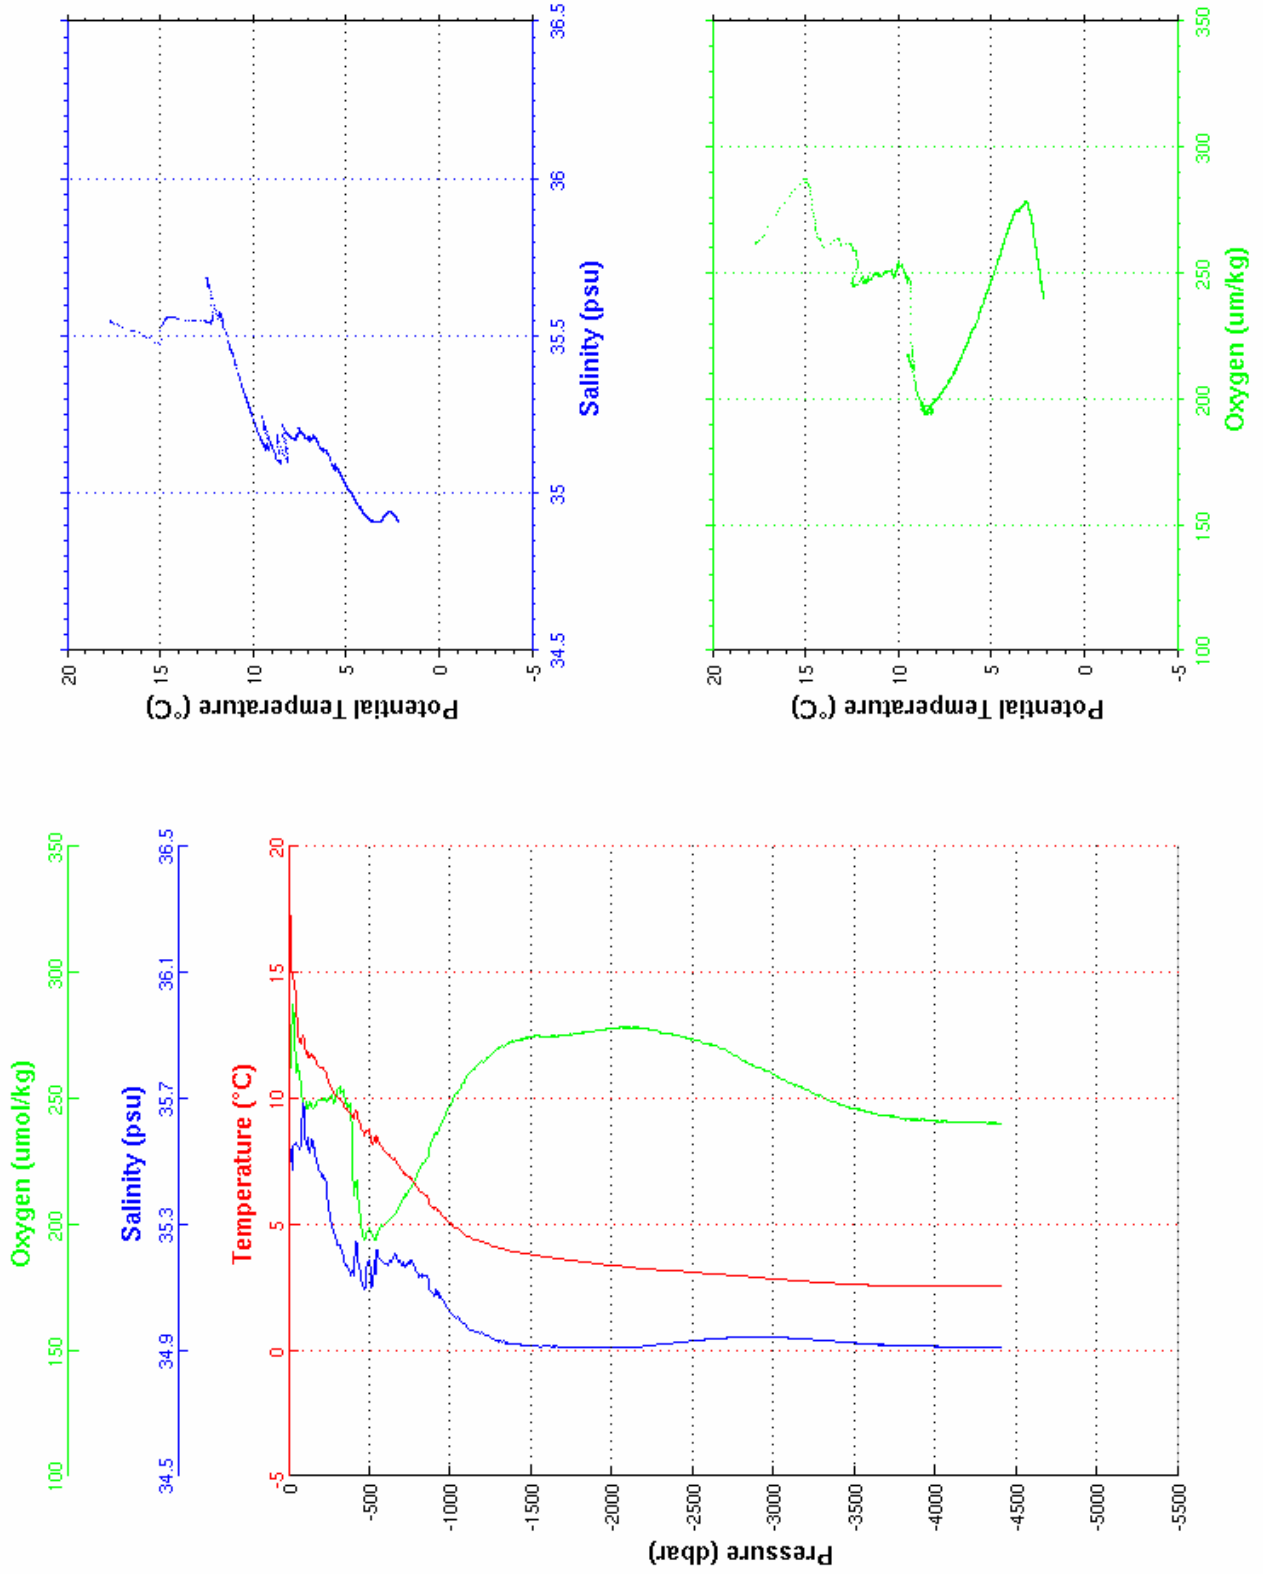 Oxygen (umol/kg)
100 150 200 250 300 350
Salinity (psu)
34.5 34.9 35.3 35.7 36.1 36.5
Temperature (°C)
-5 0 5 10 15 20
Pressure (dbar)
0
-500
-1000
-1500
-2000
-2500
-3000
-3500
-4000
-4500
-5000
-5500
Potential Temperature (°C)
20
15
10
5
0
-5
34.5 35 35.5 36 36.5
Salinity (psu)
Potential Temperature (°C)
20
15
10
5
0
-5
100 150 200 250 300 350
Oxygen (um/kg)